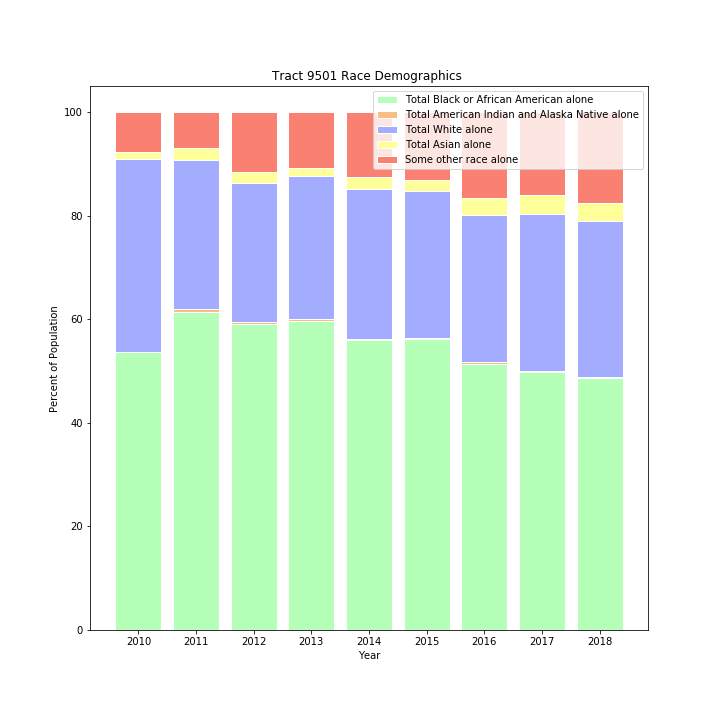 Tract 9501 Race Demographics
Total Black or African American alone
Total American Indian and Alaska Native alone
Total White alone
Total Asian alone
Some other race alone
Percent of Population
100
80
60
40
20
0
2010 2011 2012 2013 2014 2015 2016 2017 2018
Year